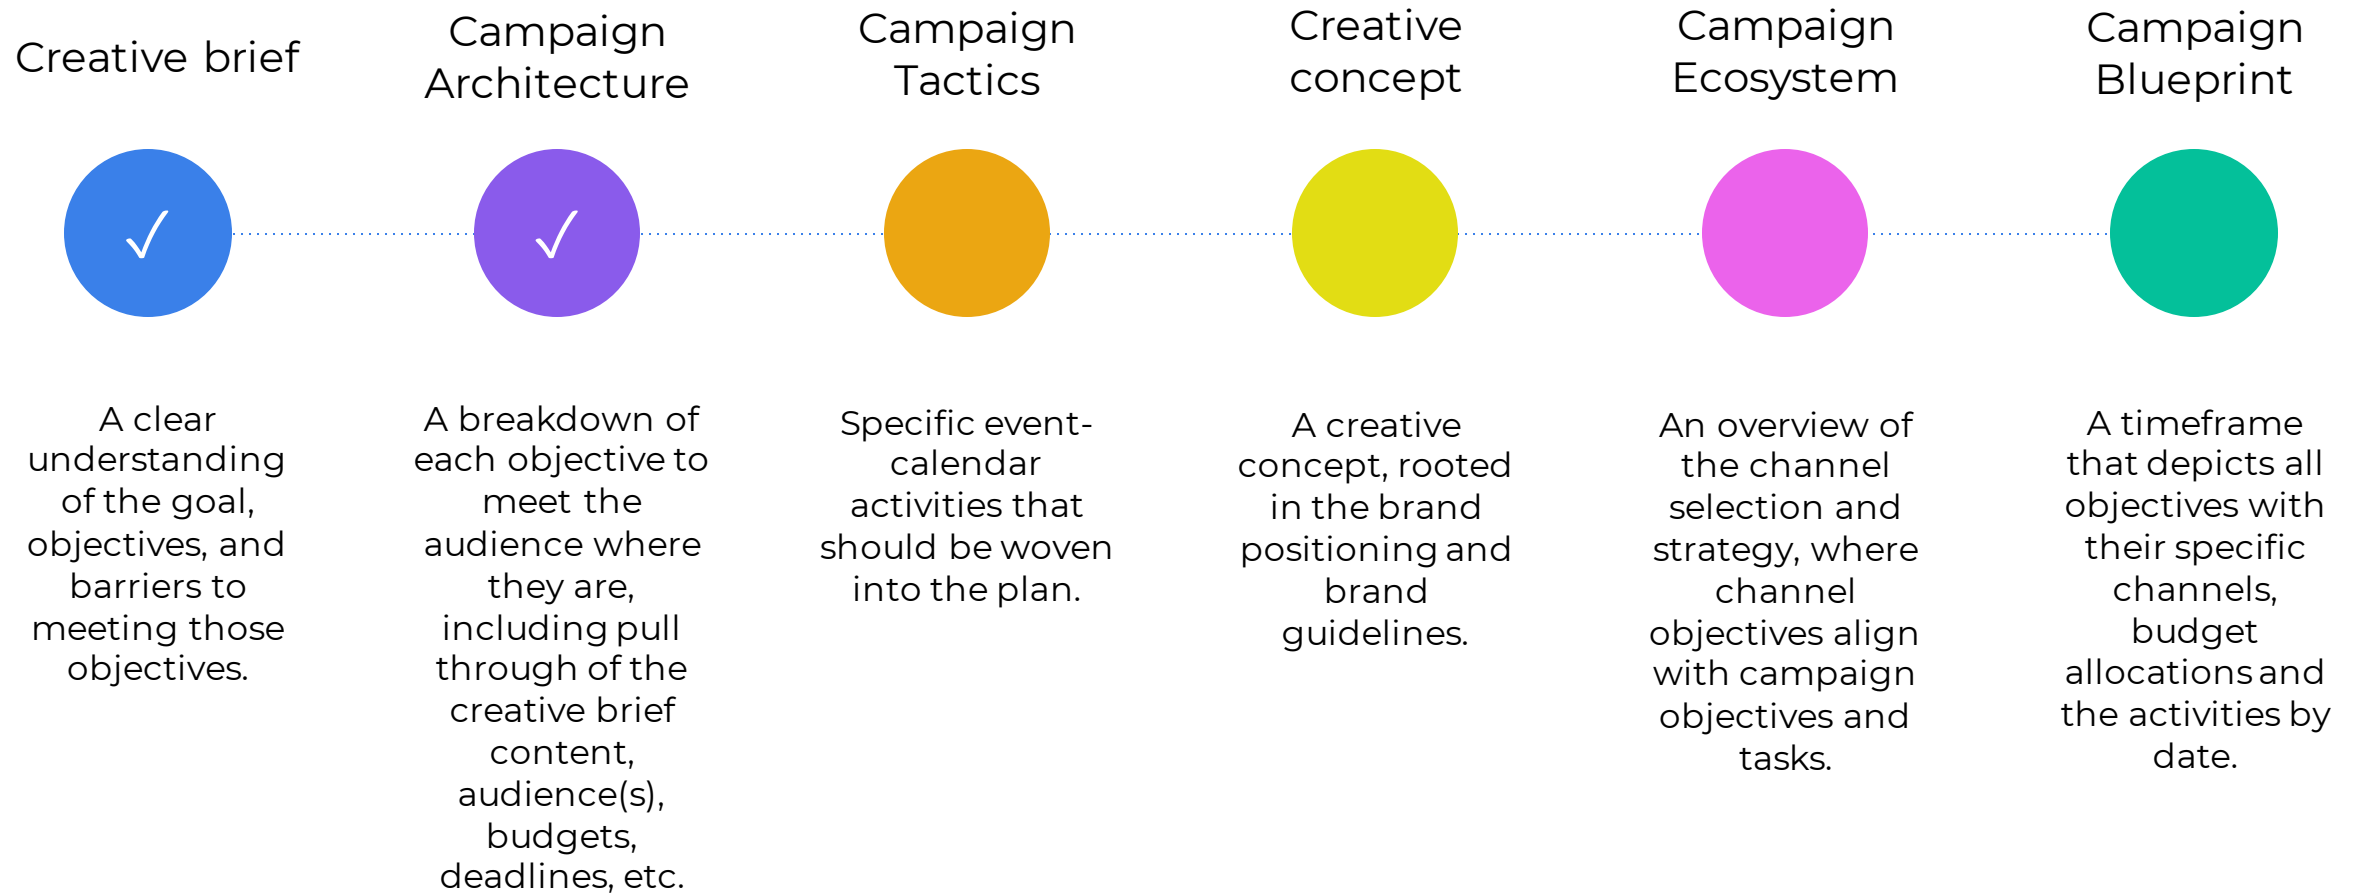 Creative brief
Campaign
Architecture
Campaign
Tactics
Creative
concept
Campaign
Ecosystem
Campaign
Blueprint
✓
✓
A clear
understanding
of the goal,
objectives, and
barriers to
meeting those
objectives.
A breakdown of
each objective to
meet the
audience where
they are,
including pull
through of the
creative brief
content,
audience(s),
budgets,
deadlines, etc.
Specific event-
calendar
activities that
should be woven
into the plan.
A creative
concept, rooted
in the brand
positioning and
brand
guidelines.
An overview of
the channel
selection and
strategy, where
channel
objectives align
with campaign
objectives and
tasks.
A timeframe
that depicts all
objectives with
their specific
channels,
budget
allocations and
the activities by
date.